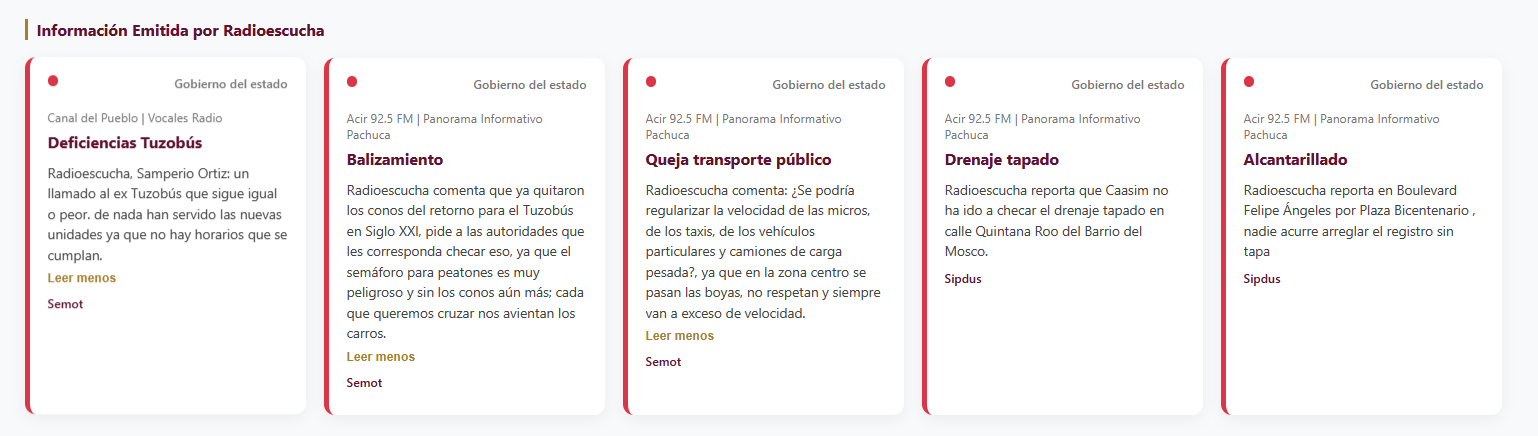 Información Emitida por Radioescucha
Gobierno del estado
Canal del Pueblo | Vocales Radio
Deficiencias Tuzobús
Radioescucha, Samperio Ortiz: un
llamado al ex Tuzobús que sigue igual
o peor. de nada han servido las nuevas
unidades ya que no hay horarios que se
cumplan.
Leer menos
Semot
Gobierno del estado
Acir 92.5 FM | Panorama Informativo
Pachuca
Balizamiento
Radioescucha comenta que ya quitaron
los conos del retorno para el Tuzobús
en Siglo XXI, pide a las autoridades que
les corresponda checar eso, ya que el
semáforo para peatones es muy
peligroso y sin los conos aún más; cada
que queremos cruzar nos avientan los
carros.
Leer menos
Semot
Gobierno del estado
Acir 92.5 FM | Panorama Informativo
Pachuca
Queja transporte público
Radioescucha comenta: ¿Se podría
regularizar la velocidad de las micros,
de los taxis, de los vehículos
particulares y camiones de carga
pesada?, ya que en la zona centro se
pasan las boyas, no respetan y siempre
van a exceso de velocidad.
Leer menos
Semot
Gobierno del estado
Acir 92.5 FM | Panorama Informativo
Pachuca
Drenaje tapado
Radioescucha reporta que Caasim no
ha ido a checar el drenaje tapado en
calle Quintana Roo del Barrio del
Mosco.
Sipdus
Gobierno del estado
Acir 92.5 FM | Panorama Informativo
Pachuca
Alcantarillado
Radioescucha reporta en Boulevard
Felipe Ángeles por Plaza Bicentenario ,
nadie acurre arreglar el registro sin
tapa
Sipdus